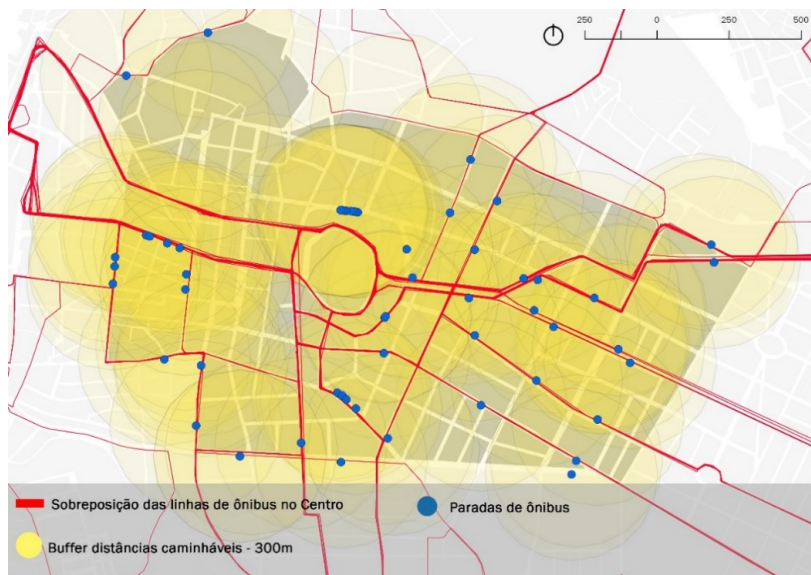 250 0 250 500
Sobreposição das linhas de ônibus no Centro
Paradas de ônibus
Buffer distâncias caminháveis - 300m